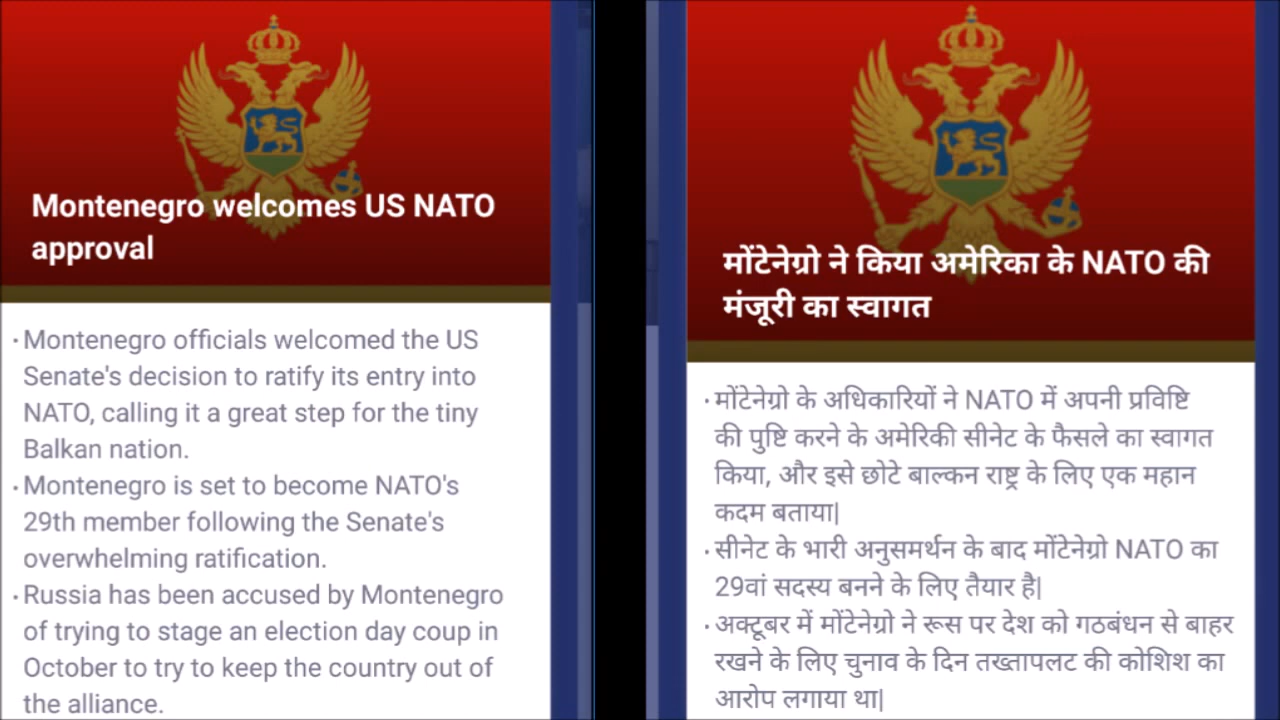 Montenegro welcomes US NATO
approval
· Montenegro officials welcomed the US
Senate's decision to ratify its entry into
NATO, calling it a great step for the tiny
Balkan nation.
· Montenegro is set to become NATO's
29th member following the Senate's
overwhelming ratification.
· Russia has been accused by Montenegro
of trying to stage an election day coup in
October to try to keep the country out of
the alliance.
मोंटेनेग्रो ने किया अमेरिका के NATO की
मंजूरी का स्वागत
· मोंटेनेग्रो के अधिकारियों ने NATO में अपनी प्रविष्टि
की पुष्टि करने के अमेरिकी सीनेट के फैसले का स्वागत
किया, और इसे छोटे बाल्कन राष्ट्र के लिए एक महान
कदम बताया|
· सीनेट के भारी अनुसमर्थन के बाद मोंटेनेग्रो NATO का
29वां सदस्य बनने के लिए तैयार है|
· अक्टूबर में मोंटेनेग्रो ने रूस पर देश को गठबंधन से बाहर
रखने के लिए चुनाव के दिन तख्तापलट की कोशिश का
आरोप लगाया था|